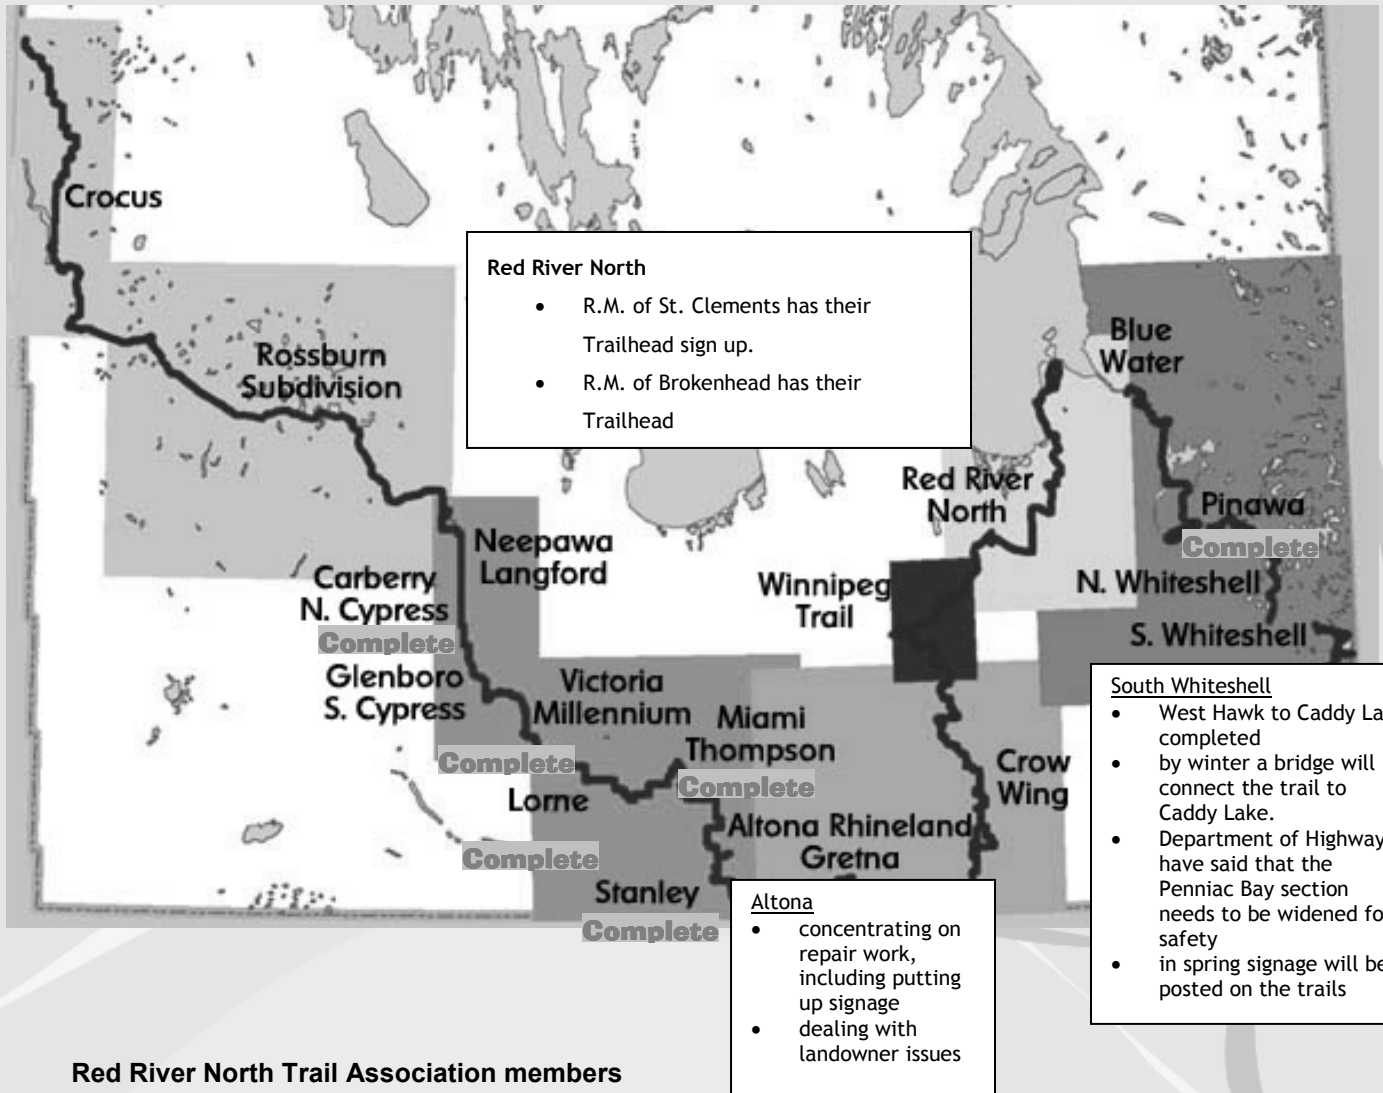 Crocus
Rossburn
Subdivision
Red River North
• R.M. of St. Clements has their
Trailhead sign up.
• R.M. of Brokenhead has their
Trailhead
Blue
Water
Red River
North
Pinawa
Complete
Neepawa
Langford
Carberry
N. Cypress
Complete
Winnipeg
Trail
N. Whiteshell
S. Whiteshell
Glenboro
S. Cypress
Complete
Victoria
Millennium
Miami
Thompson
Complete
Lorne
Complete
Crow
Wing
Altona Rhineland
Gretna
Stanley
Complete
South Whiteshell
• West Hawk to Caddy La
completed
• by winter a bridge will
connect the trail to
Caddy Lake.
• Department of Highway
have said that the
Penniac Bay section
needs to be widened fo
safety
• in spring signage will be
posted on the trails
Altona
• concentrating on
repair work,
including putting
up signage
• dealing with
landowner issues
Red River North Trail Association members